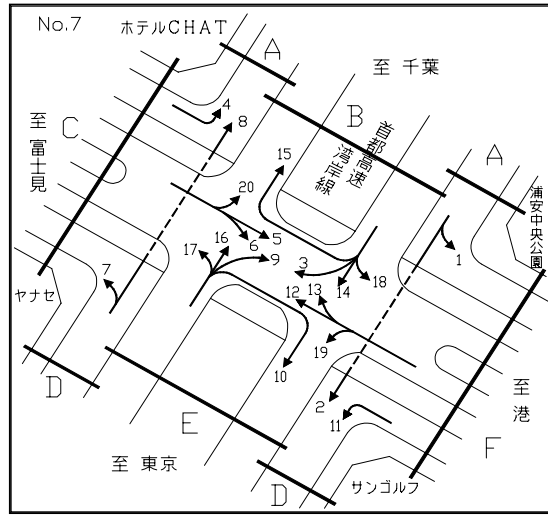 No.7
ホテルCHAT
A
至 千葉
B
首都高速
湾岸線
A
浦安中央公園
C
至 富士見
4
8
15
20
5
6
16
17
9
3
14
18
1
12
13
19
7
ヤナセ
10
2
11
D
E
至 東京
D
サンゴルフ
F
至 港